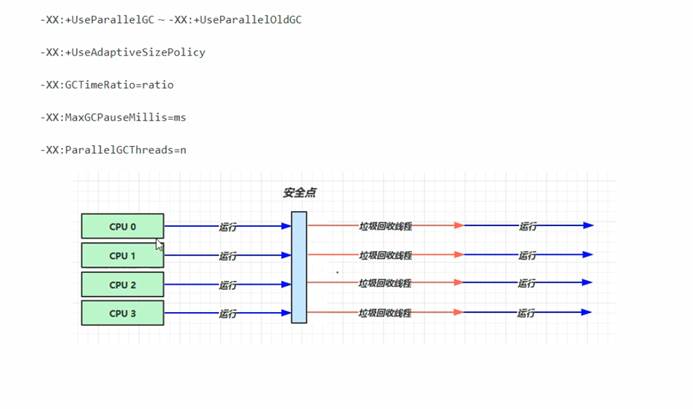 -XX:+UseParallelGC ~ -XX:+UseParallelOldGC
-XX:+UseAdaptiveSizePolicy
-XX:GCTimeRatio=ratio
-XX:MaxGCPauseMillis=ms
-XX:ParallelGCThreads=n
安全点
CPU 0 运行 垃圾回收线程 运行
CPU 1 运行 垃圾回收线程 运行
CPU 2 运行 垃圾回收线程 运行
CPU 3 运行 垃圾回收线程 运行